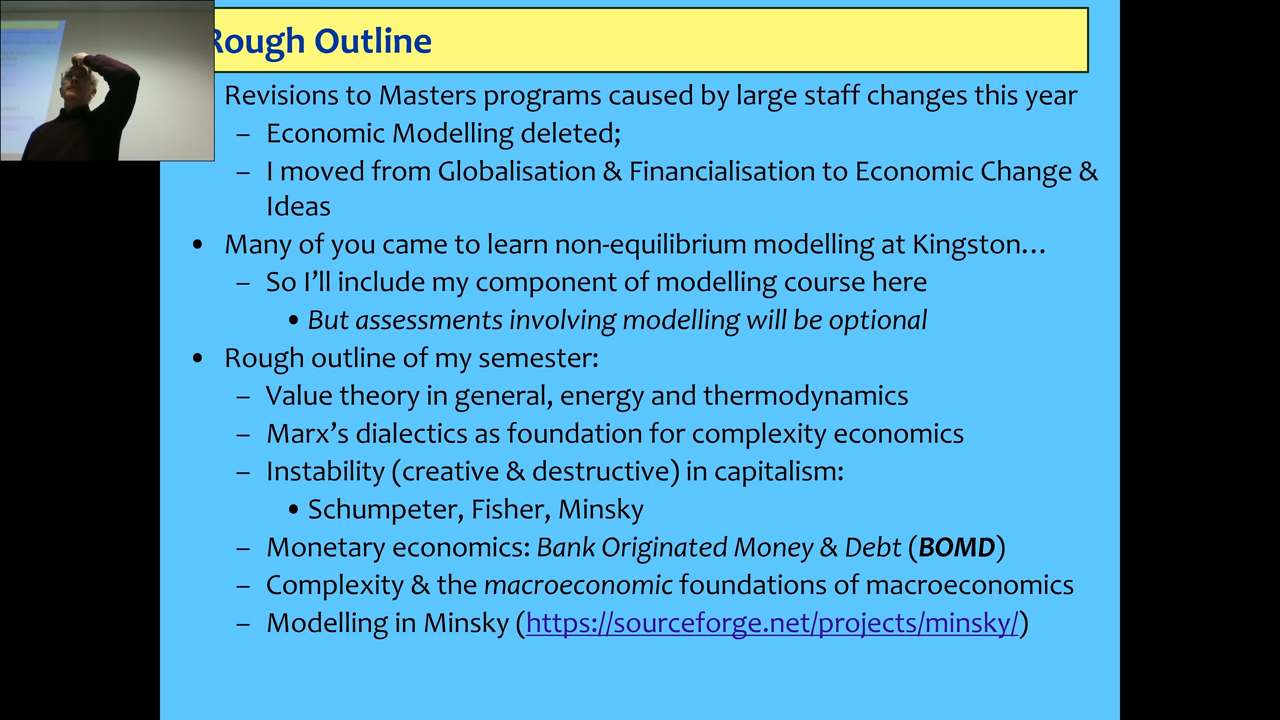 Rough Outline
Revisions to Masters programs caused by large staff changes this year
– Economic Modelling deleted;
– I moved from Globalisation & Financialisation to Economic Change &
Ideas
• Many of you came to learn non-equilibrium modelling at Kingston…
– So I’ll include my component of modelling course here
• But assessments involving modelling will be optional
• Rough outline of my semester:
– Value theory in general, energy and thermodynamics
– Marx’s dialectics as foundation for complexity economics
– Instability (creative & destructive) in capitalism:
• Schumpeter, Fisher, Minsky
– Monetary economics: Bank Originated Money & Debt (BOMD)
– Complexity & the macroeconomic foundations of macroeconomics
– Modelling in Minsky (https://sourceforge.net/projects/minsky/)